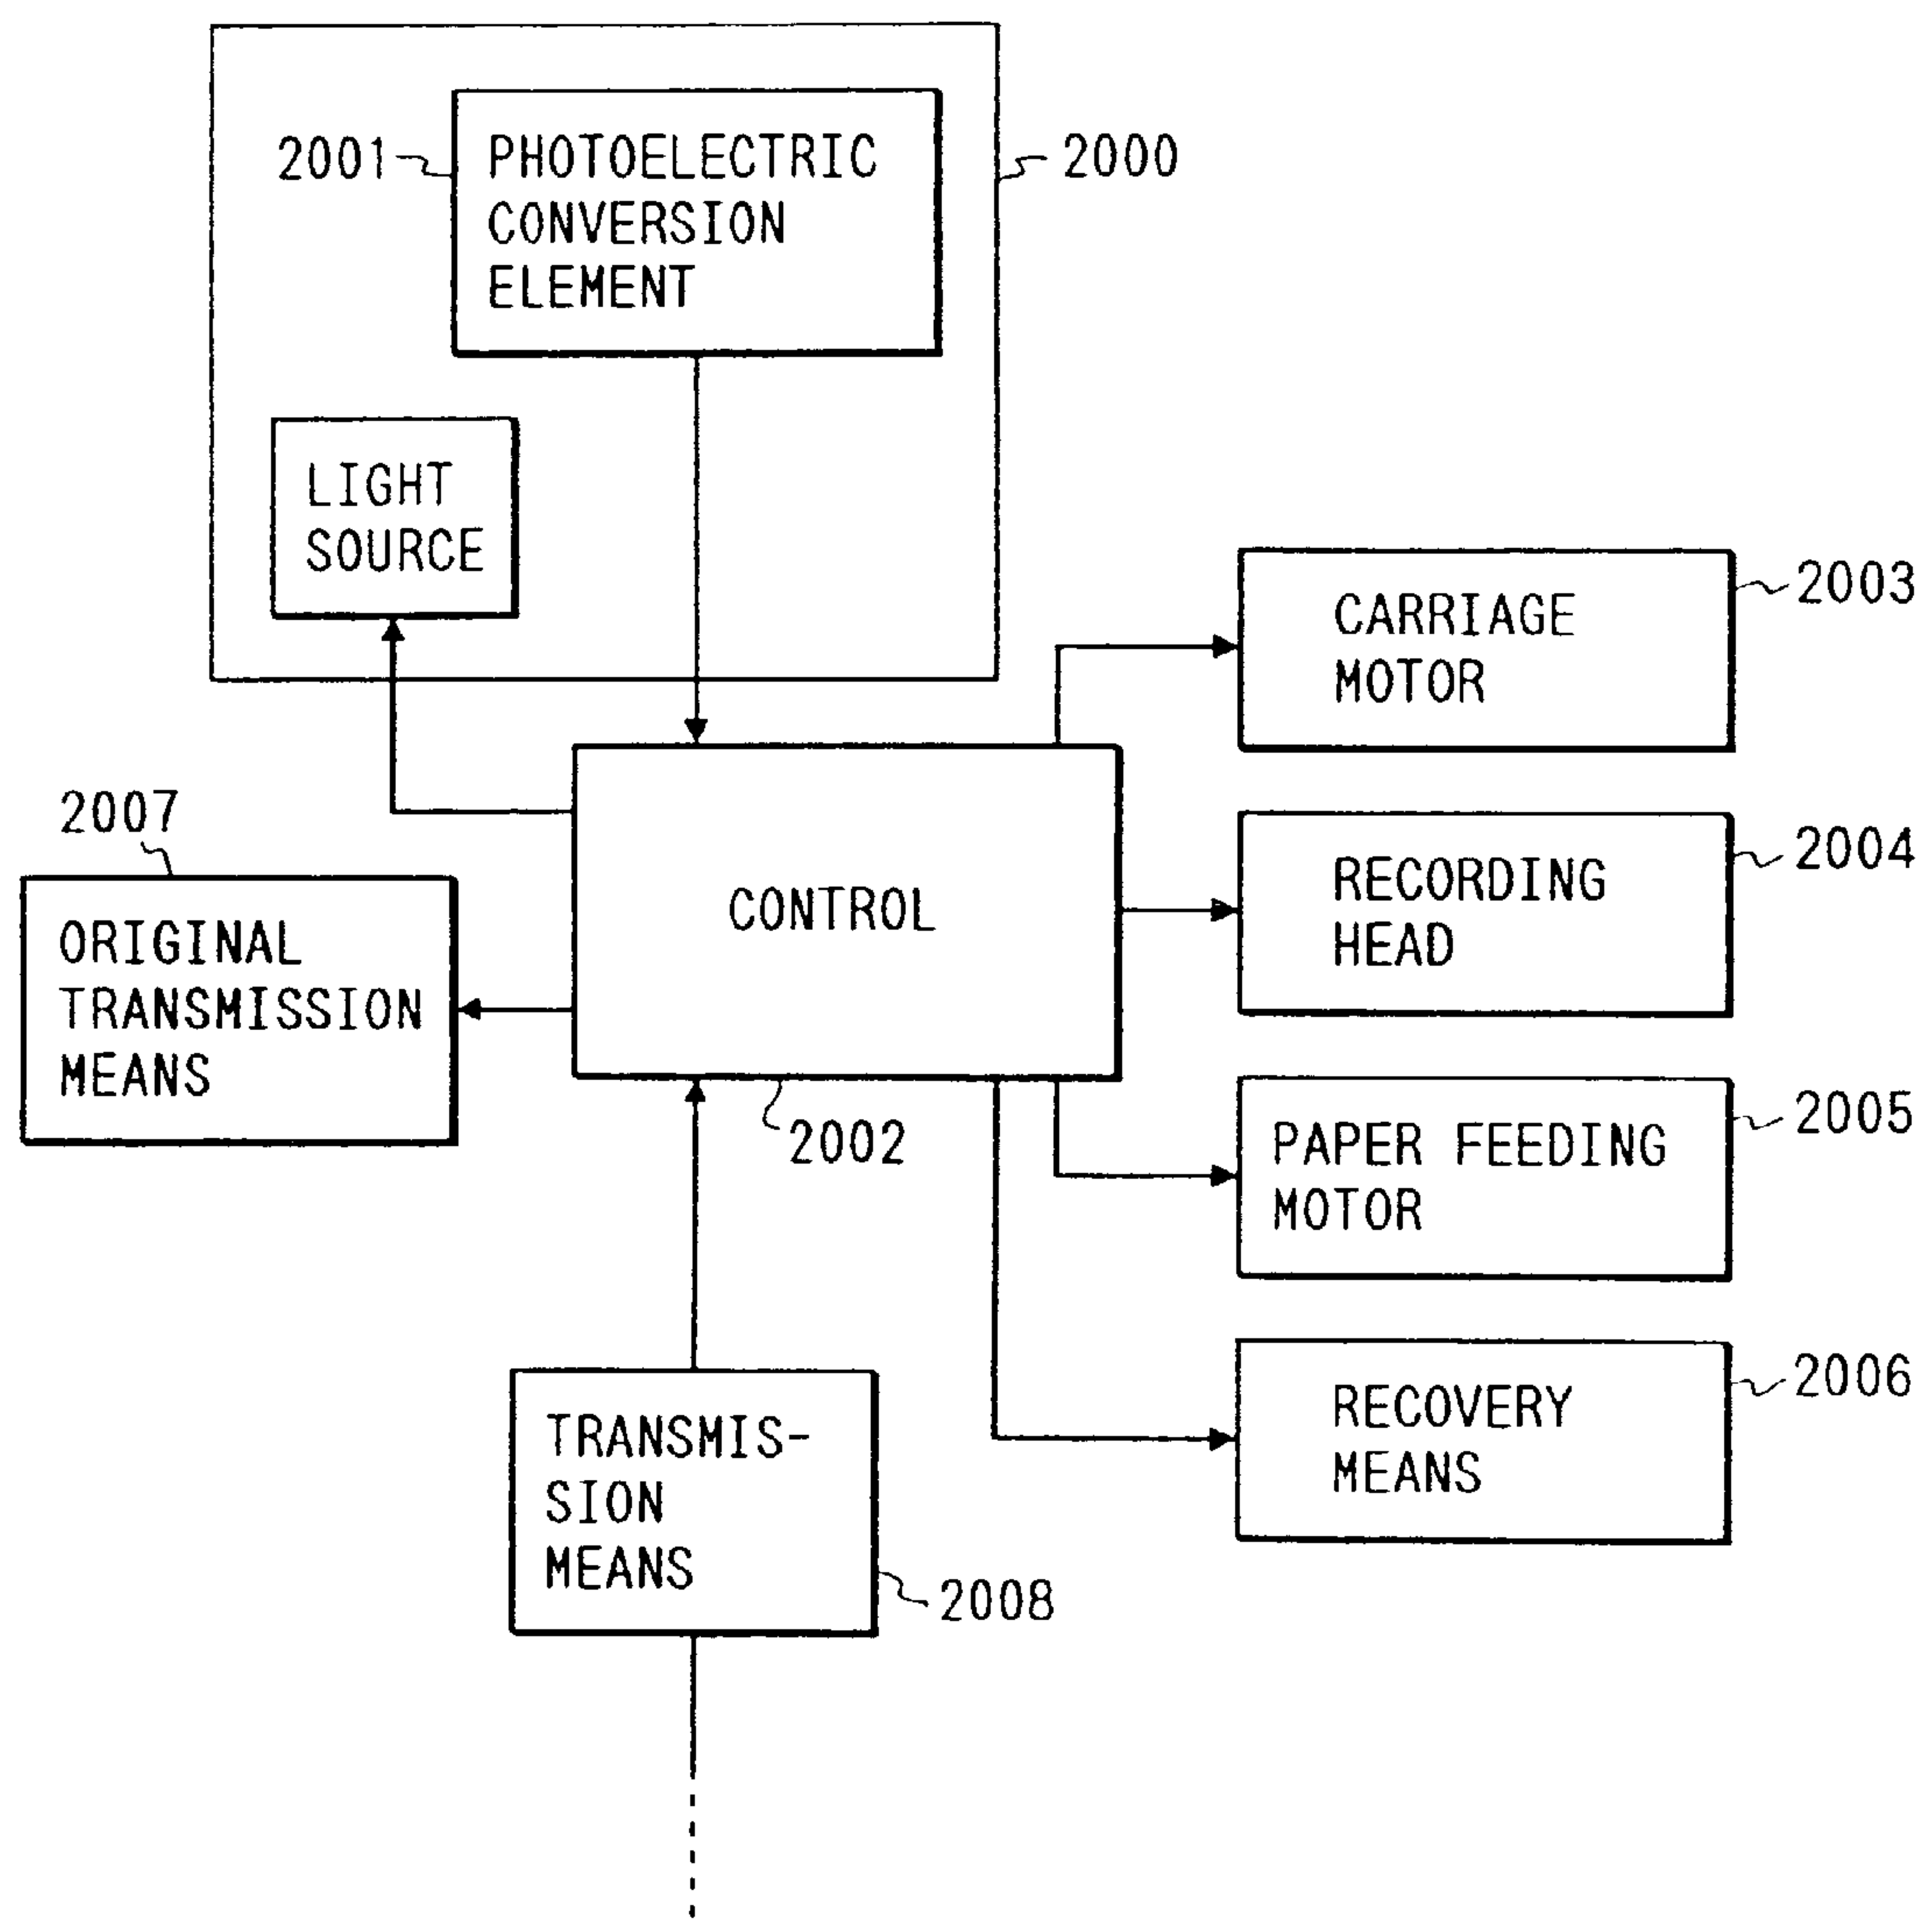 2001
PHOTOELECTRIC
CONVERSION
ELEMENT
2000
LIGHT
SOURCE
CARRIAGE
MOTOR
2003
2007
ORIGINAL
TRANSMISSION
MEANS
CONTROL
2002
RECORDING
HEAD
2004
PAPER FEEDING
MOTOR
2005
RECOVERY
MEANS
2006
TRANSMIS-
SION
MEANS
2008